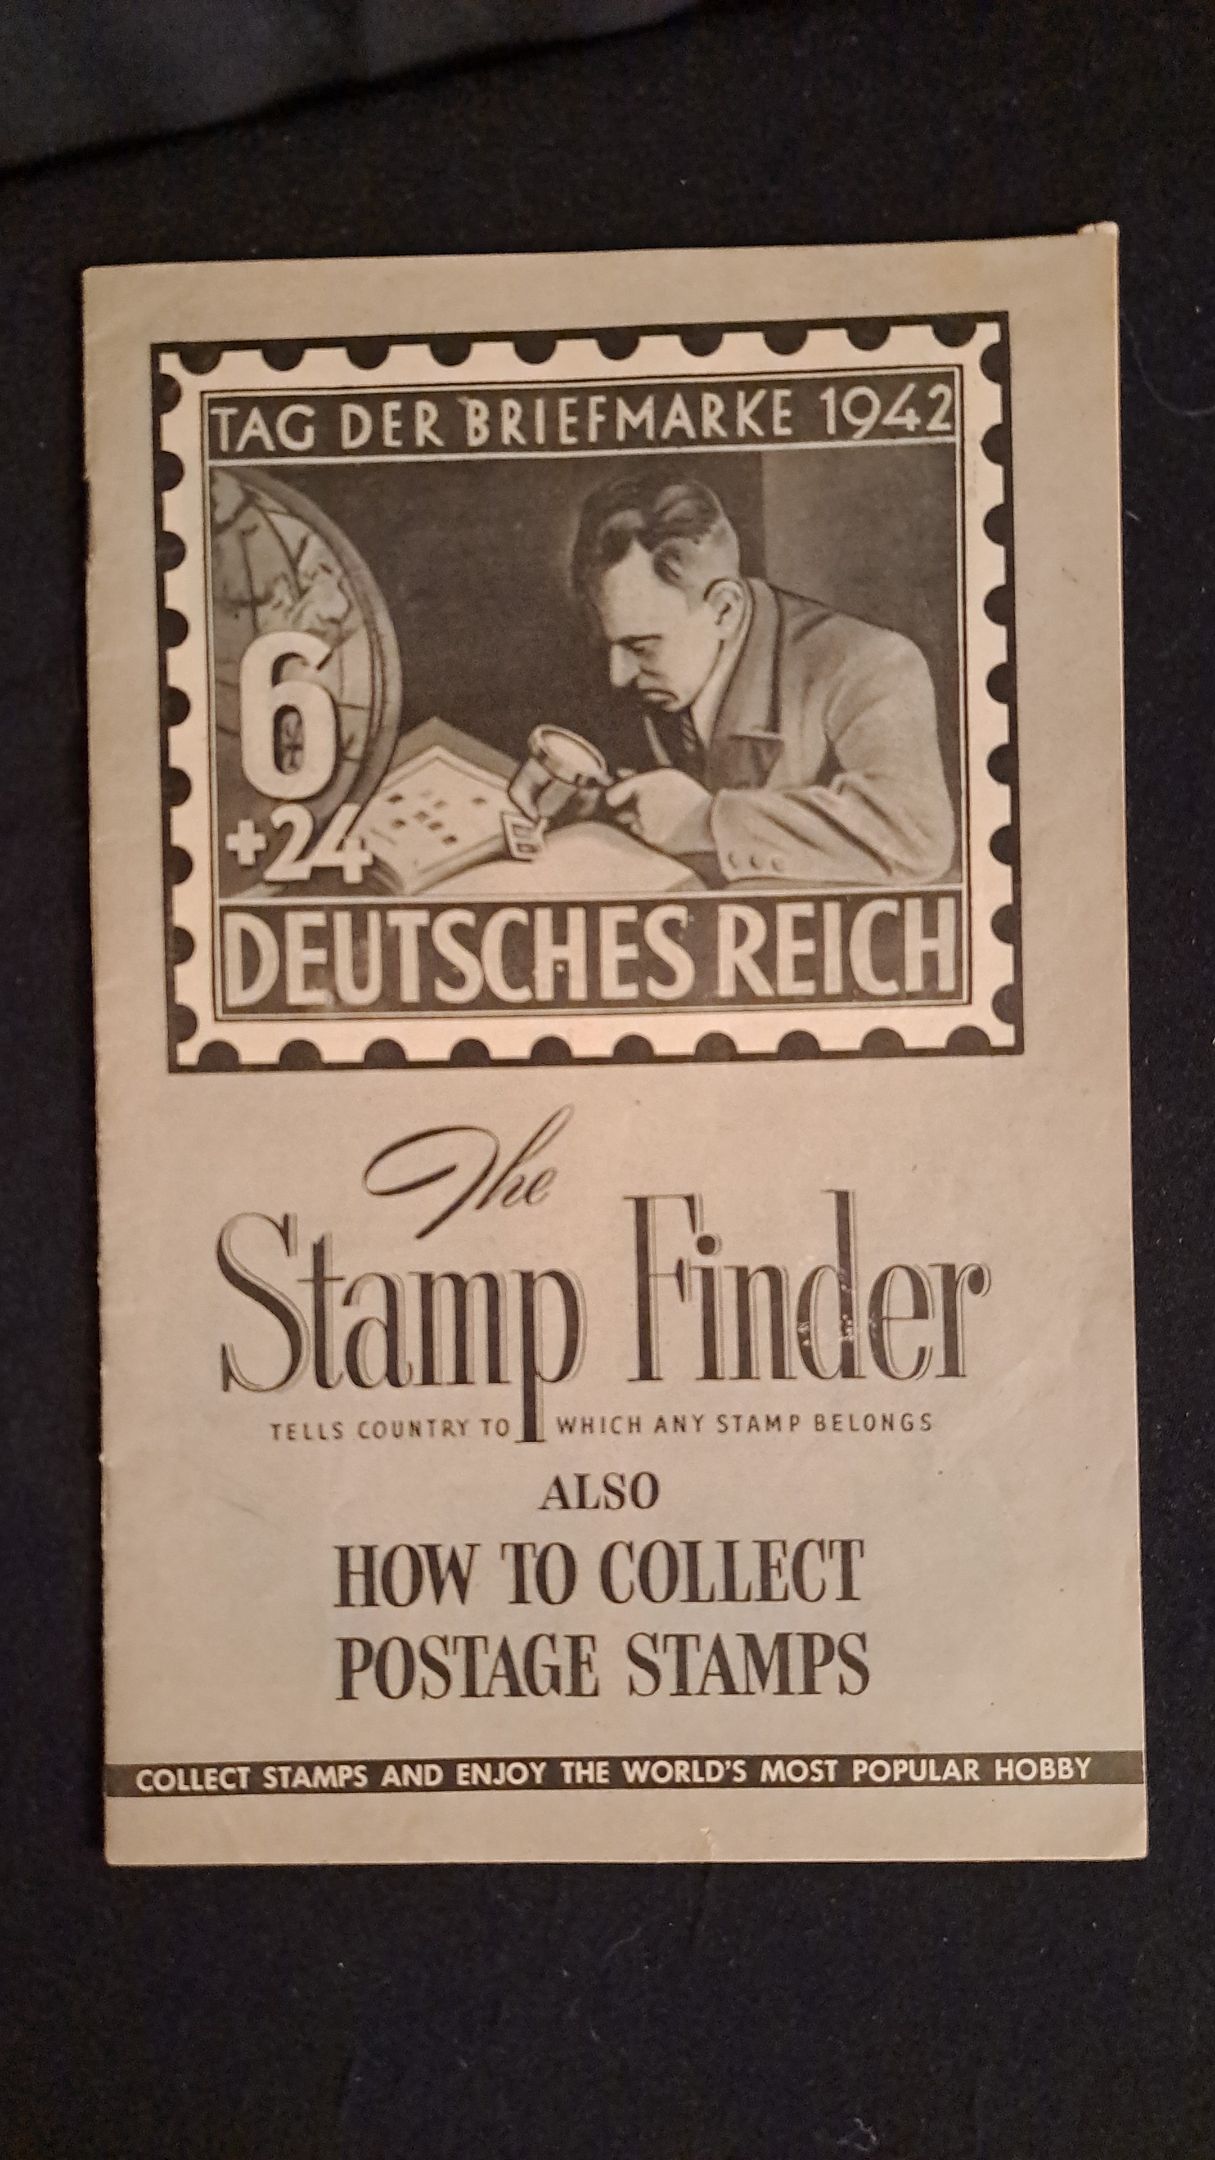 TAG DER BRIEFMARKE 1942
6
+24
DEUTSCHES REICH
The
Stamp Finder
TELLS COUNTRY TO WHICH ANY STAMP BELONGS
ALSO
HOW TO COLLECT
POSTAGE STAMPS
COLLECT STAMPS AND ENJOY THE WORLD'S MOST POPULAR HOBBY